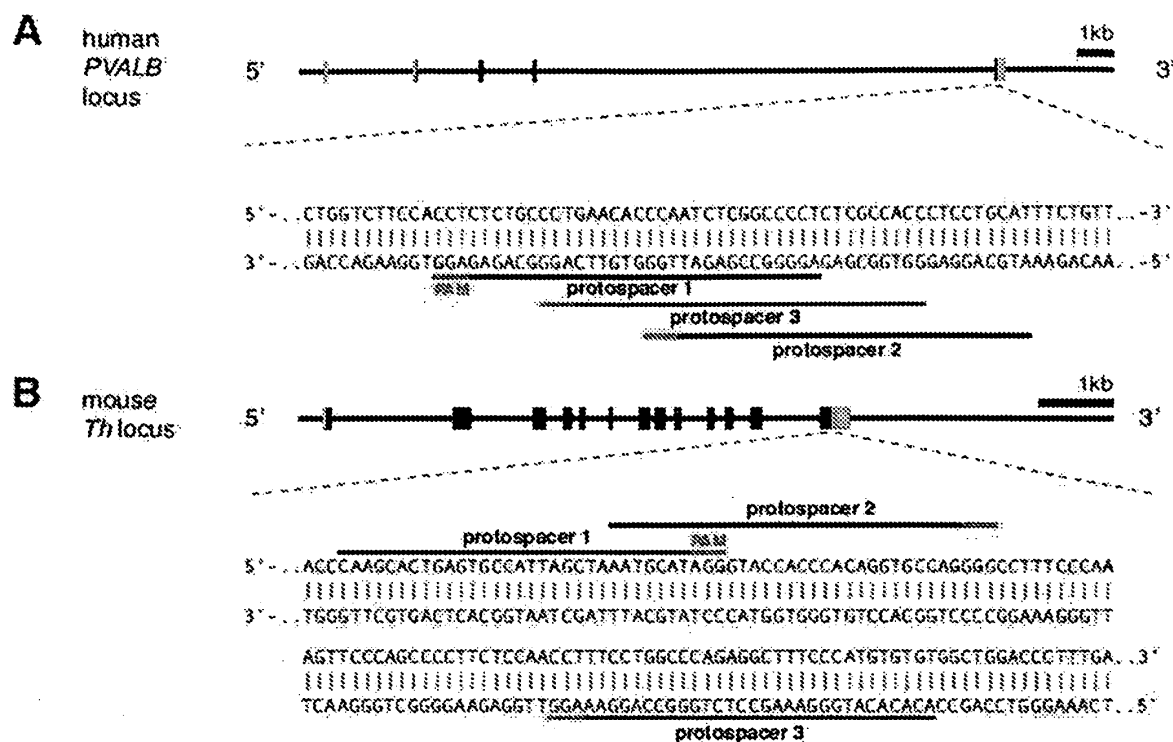 A
human
PVALB
locus
1kb
5' 3'
5'-..CTGGTCTTCCACCTCTCTGCCCTGAACACCCAATCTCGGCCCCTCTCGCCACCCTCCTGCATTTCTGTT...-3'
3'-..GACCAGAAGGTGGAGAGACGGGACTTGTGGGTTAGAGCCGGGGAGAGCGGTGGGAGGACGTAAAGACAA...-5'
PAM protospacer 1
protospacer 3
protospacer 2
B
mouse
Th locus
1kb
5' 3'
protospacer 2
protospacer 1 PAM
5'-..ACCCAAGCACTGAGTGCCATTAGCTAAATGCATAGGGTACCACCCACAGGTGCCAGGGGCCTTTCCCAA
3'-..TGGGTTCGTGACTCACGGTAATCGATTTACGTATCCCATGGTGGGTGTCCACGGTCCCCGGAAAGGGTT
AGTTCCCAGCCCCTTCTCCAACCTTTCCTGGCCCAGAGGCTTTCCCATGTGTGTGGCTGGACCCTTTGA..3'
TCAAGGGTCGGGGAAGAGGTTGGAAAGGACCGGGTCTCCGAAAGGGTACACACACCGACCTGGGAAACT..5'
protospacer 3